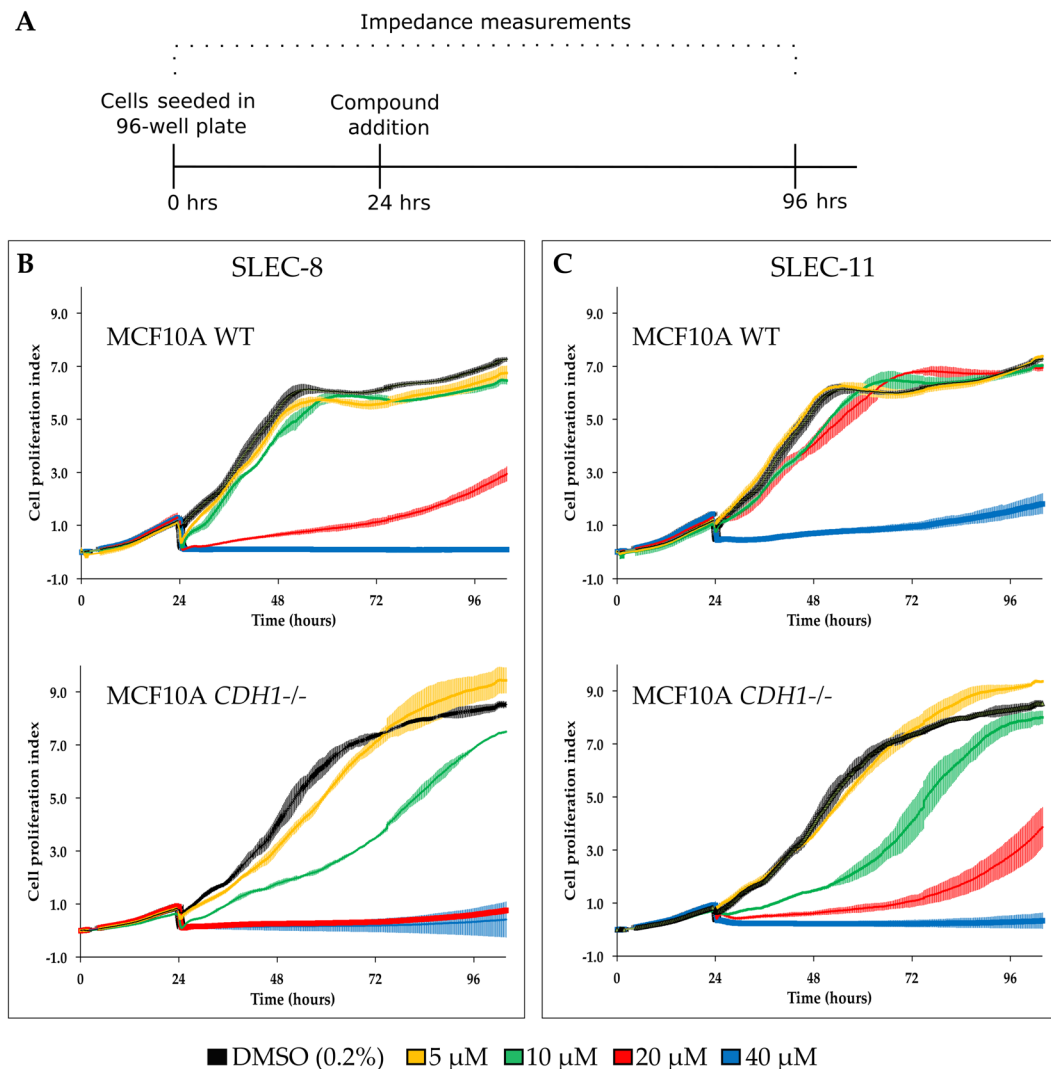 A
Impedance measurements
Cells seeded in
96-well plate
Compound
addition
0 hrs
24 hrs
96 hrs
B
SLEC-8
MCF10A WT
Cell proliferation index
9.0
7.0
5.0
3.0
1.0
-1.0
0 24 48 72 96
Time (hours)
MCF10A CDH1-/-
Cell proliferation index
9.0
7.0
5.0
3.0
1.0
-1.0
0 24 48 72 96
Time (hours)
C
SLEC-11
MCF10A WT
Cell proliferation index
9.0
7.0
5.0
3.0
1.0
-1.0
0 24 48 72 96
Time (hours)
MCF10A CDH1-/-
Cell proliferation index
9.0
7.0
5.0
3.0
1.0
-1.0
0 24 48 72 96
Time (hours)
DMSO (0.2%) 5 µM 10 µM 20 µM 40 µM